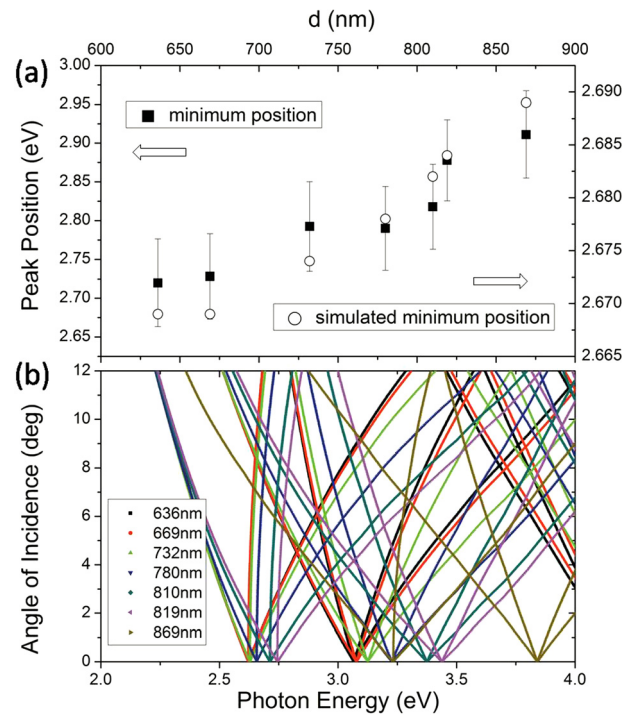 d (nm)
600 650 700 750 800 850 900
(a)
3.00
2.95
2.90
2.85
2.80
2.75
2.70
2.65
Peak Position (eV)
minimum position
simulated minimum position
2.690
2.685
2.680
2.675
2.670
2.665
(b)
12
10
8
6
4
2
0
Angle of Incidence (deg)
636nm
669nm
732nm
780nm
810nm
819nm
869nm
2.0 2.5 3.0 3.5 4.0
Photon Energy (eV)